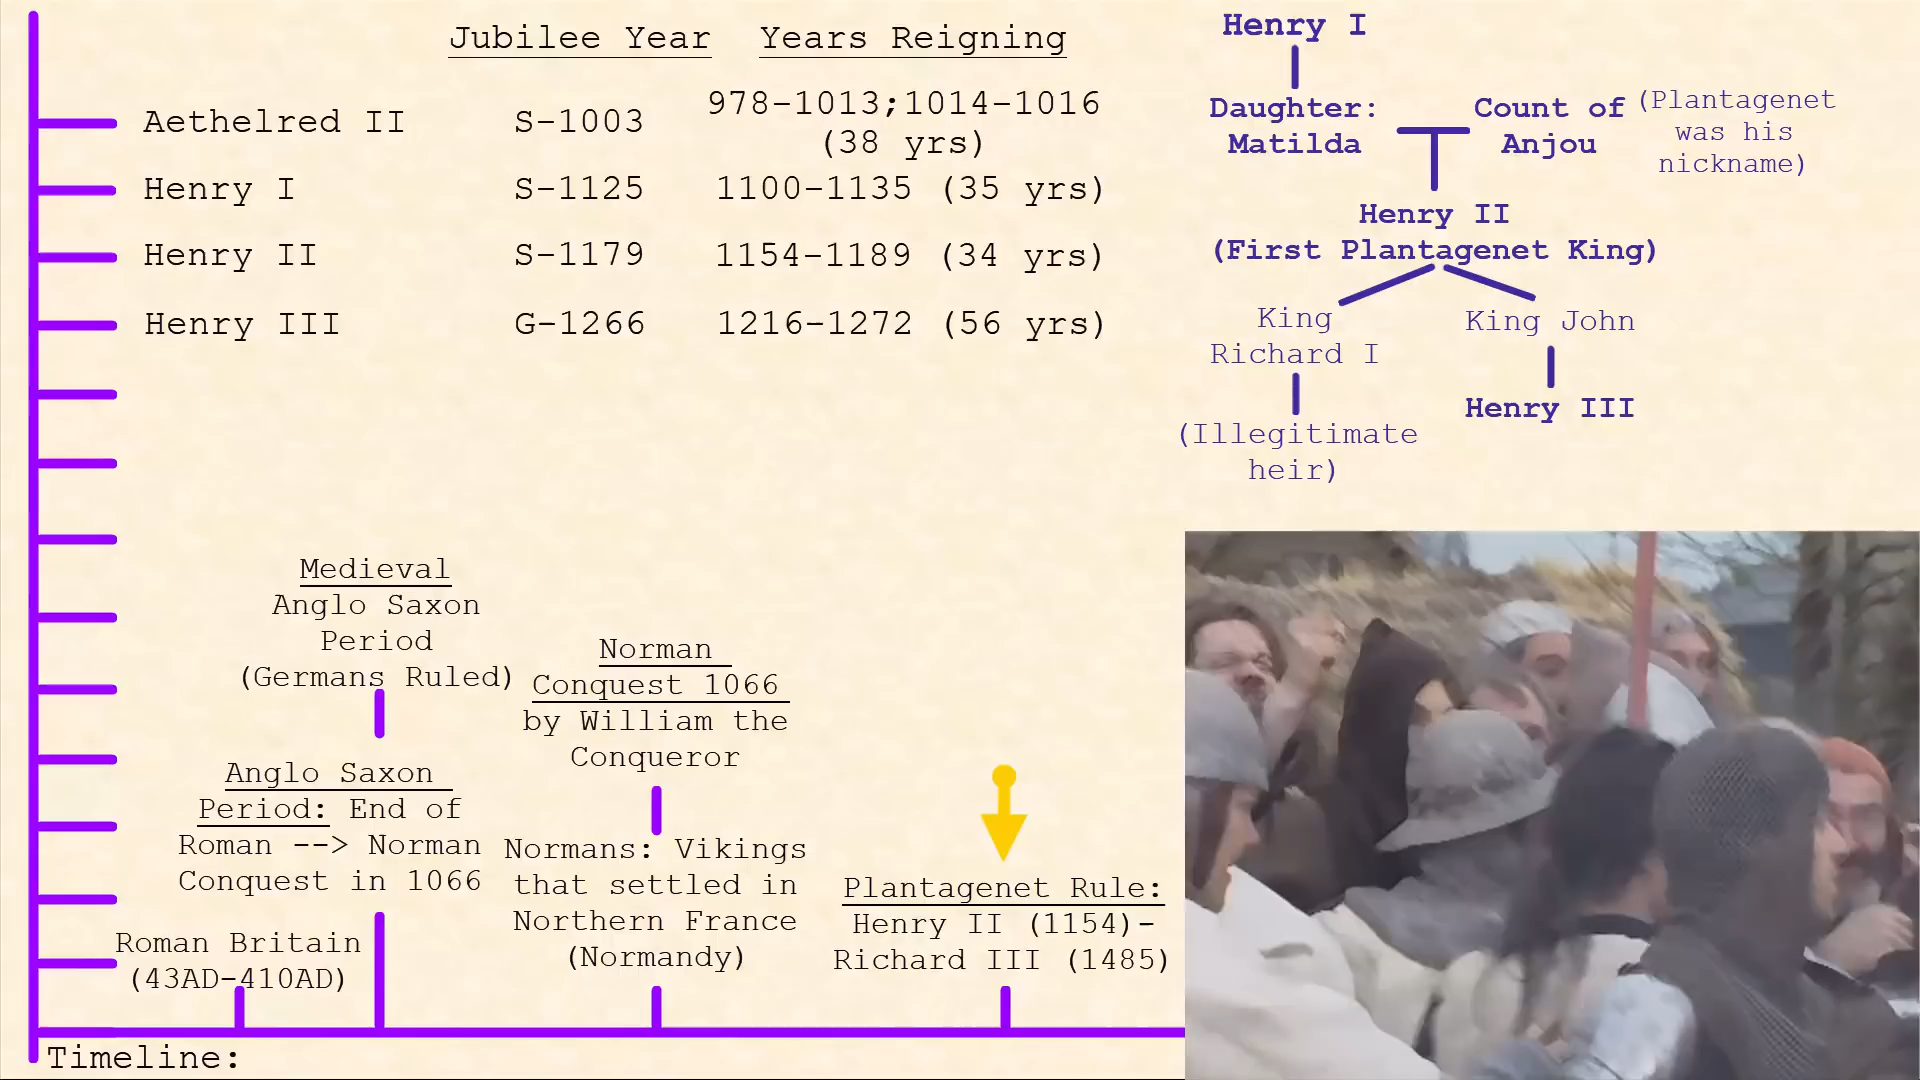 Jubilee Year Years Reigning
Aethelred II S-1003 978-1013;1014-1016
(38 yrs)
Henry I S-1125 1100-1135 (35 yrs)
Henry II S-1179 1154-1189 (34 yrs)
Henry III G-1266 1216-1272 (56 yrs)
Henry I
Daughter:
Matilda
Count of
Anjou
(Plantagenet
was his
nickname)
Henry II
(First Plantagenet King)
King
Richard I
King John
(Illegitimate
heir)
Henry III
Medieval
Anglo Saxon
Period
(Germans Ruled)
Anglo Saxon
Period: End of
Roman --> Norman
Conquest in 1066
Roman Britain
(43AD-410AD)
Norman
Conquest 1066
by William the
Conqueror
Normans: Vikings
that settled in
Northern France
(Normandy)
Plantagenet Rule:
Henry II (1154)-
Richard III (1485)
Timeline: